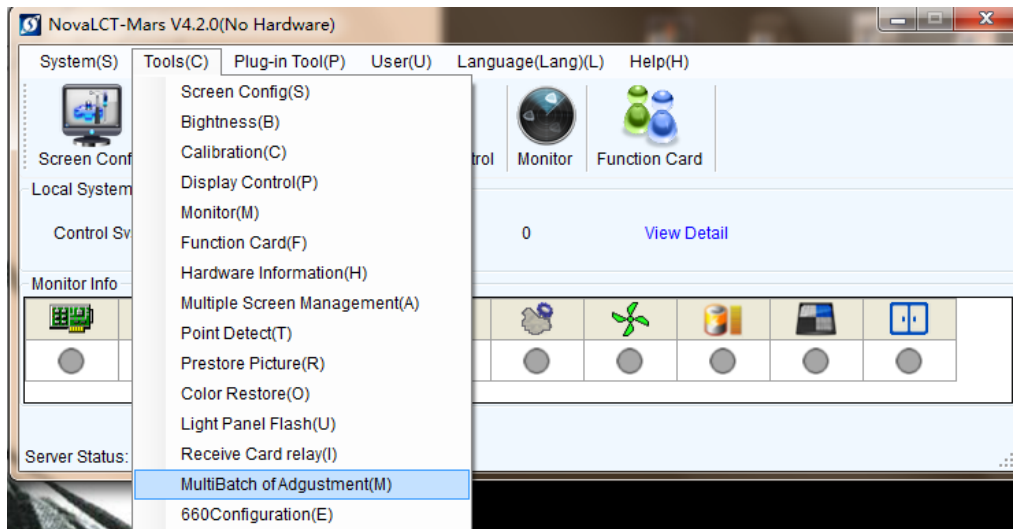 NovaLCT-Mars V4.2.0(No Hardware)
System(S) Tools(C) Plug-in Tool(P) User(U) Language(Lang)(L) Help(H)
Screen Config(S)
Bightness(B)
Calibration(C)
Screen Conf trol Monitor Function Card
Display Control(P)
Local System
Monitor(M)
Control Sv 0 View Detail
Function Card(F)
Hardware Information(H)
Monitor Info
Multiple Screen Management(A)
Point Detect(T)
Prestore Picture(R)
Color Restore(O)
Light Panel Flash(U)
Server Status:
Receive Card relay(I)
MultiBatch of Adgustment(M)
660Configuration(E)